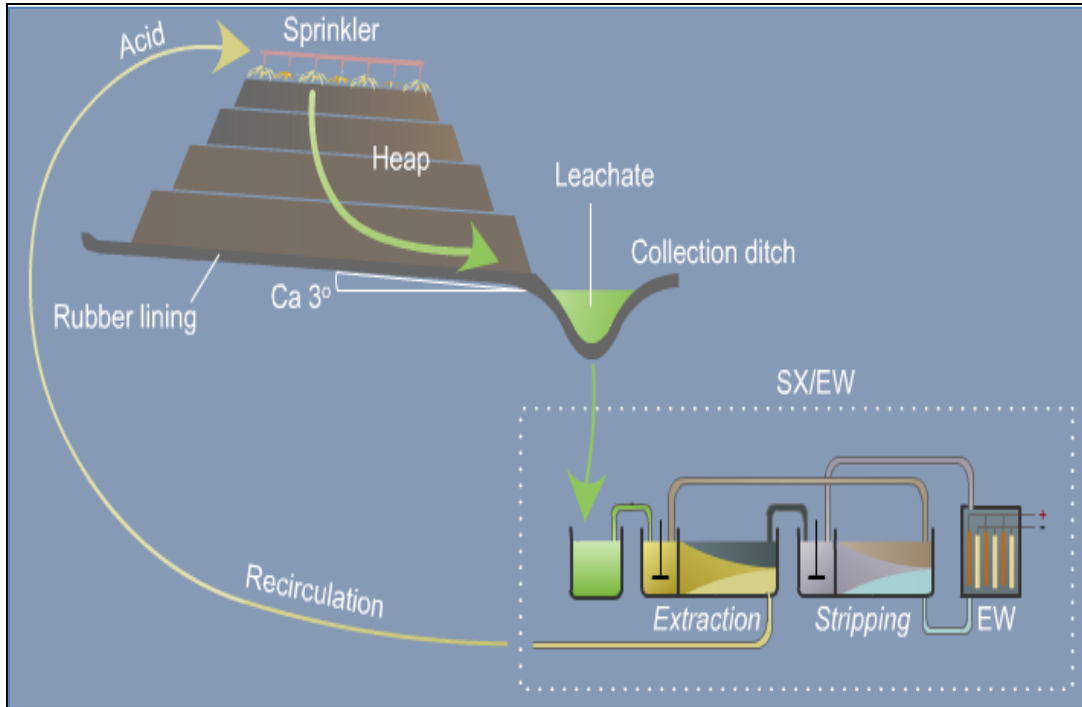 Acid
Sprinkler
Heap
Leachate
Collection ditch
Rubber lining
Ca 3º
SX/EW
Recirculation
Extraction
Stripping
EW
+
-